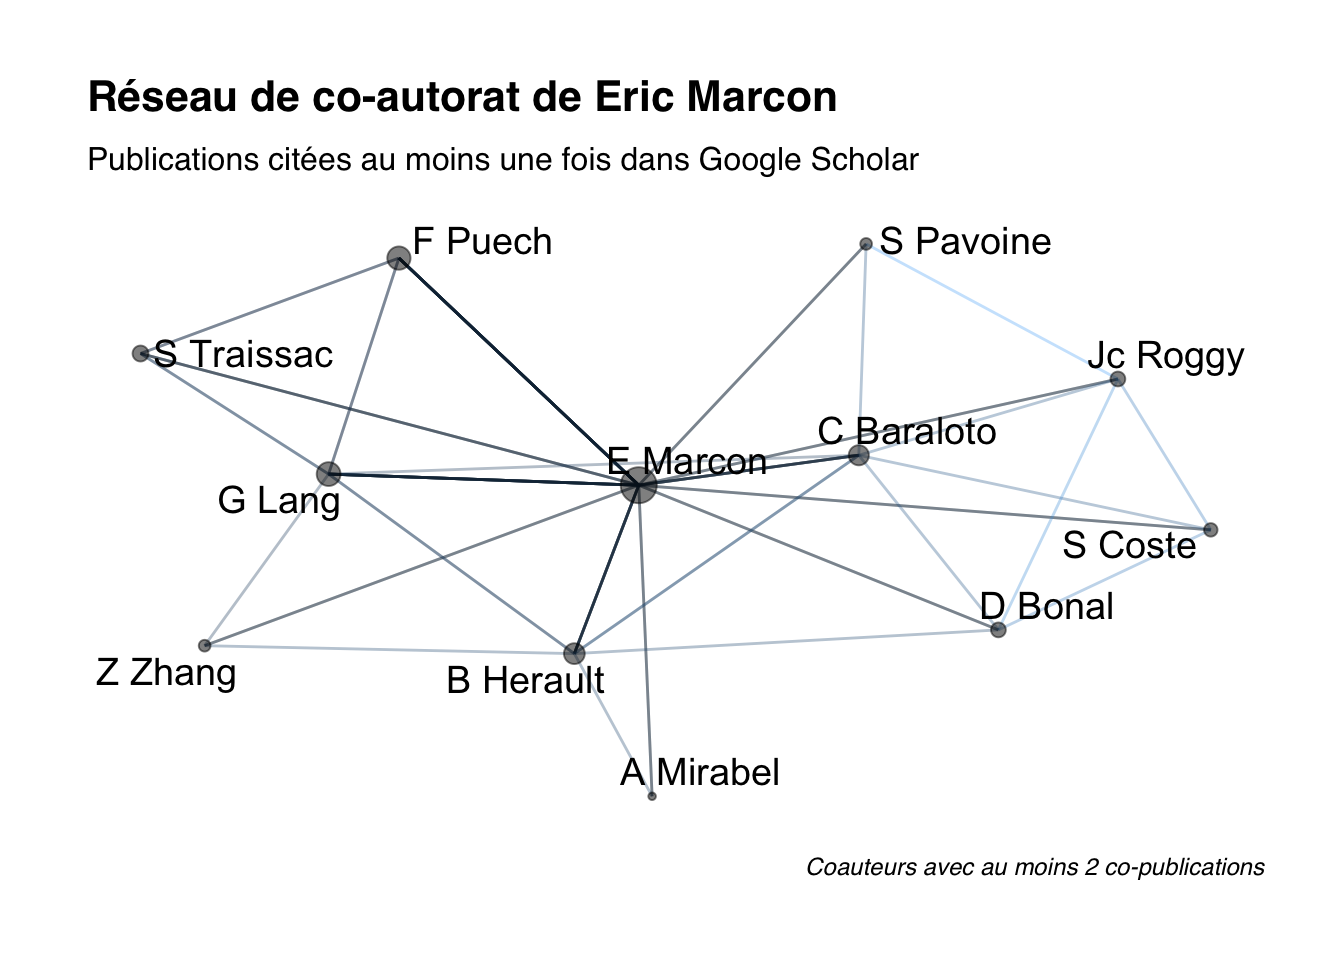 Réseau de co-autorat de Eric Marcon
Publications citées au moins une fois dans Google Scholar
F Puech
S Pavoine
S Traissac
Jc Roggy
C Baraloto
E Marcon
G Lang
S Coste
D Bonal
Z Zhang
B Herault
A Mirabel
Coauteurs avec au moins 2 co-publications